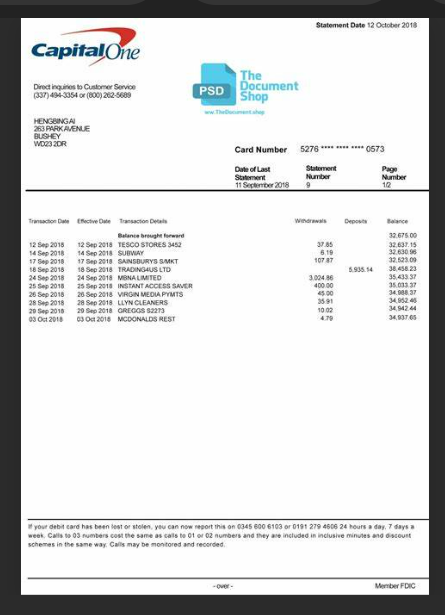 Statement Date 12 October 2018
CapitalOne
Direct inquiries to Customer Service
(337) 494-3354 or (800) 262-5689
PSD The Document Shop
www.TheDocument.shop
HENGBING AI
263 PARK AVENUE
BUSHEY
WD23 2DR
Card Number 5276 **** **** **** 0573
Date of Last Statement Statement Number Page Number
11 September 2018 9 1/2
Transaction Date Effective Date Transaction Details Withdrawals Deposits Balance
Balance brought forward 32,675.00
12 Sep 2018 12 Sep 2018 TESCO STORES 3452 37.85 32,637.15
14 Sep 2018 14 Sep 2018 SUBWAY 6.19 32,630.96
17 Sep 2018 17 Sep 2018 SAINSBURYS S/MKT 107.87 32,523.09
18 Sep 2018 18 Sep 2018 TRADING4US LTD 5,935.14 38,458.23
24 Sep 2018 24 Sep 2018 MBNA LIMITED 3,024.86 35,433.37
25 Sep 2018 25 Sep 2018 INSTANT ACCESS SAVER 400.00 35,033.37
26 Sep 2018 26 Sep 2018 VIRGIN MEDIA PYMTS 45.00 34,988.37
28 Sep 2018 28 Sep 2018 LLYN CLEANERS 35.91 34,952.46
29 Sep 2018 29 Sep 2018 GREGGS S2273 10.02 34,942.44
03 Oct 2018 03 Oct 2018 MCDONALDS REST 4.79 34,937.65
If your debit card has been lost or stolen, you can now report this on 0345 600 6103 or 0191 279 4606 24 hours a day, 7 days a
week. Calls to 03 numbers cost the same as calls to 01 or 02 numbers and they are included in inclusive minutes and discount
schemes in the same way. Calls may be monitored and recorded.
- over -
Member FDIC